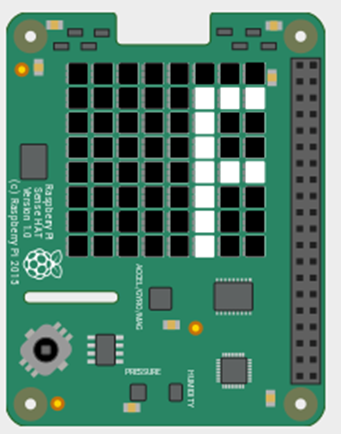 Raspberry Pi
Sense HAT
Version 1.0
(c) Raspberry Pi 2015
ACCEL/GYRO/MAG
PRESSURE
HUMIDITY